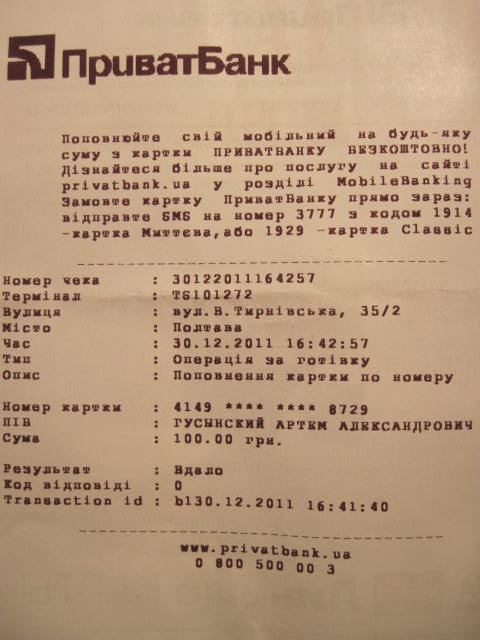 ПриватБанк
Поповнюйте свій мобільний на будь-яку
суму з картки ПРИВАТБАНКУ БЕЗКОШТОВНО!
Дізнайтеся більше про послугу на сайті
privatbank.ua у розділі MobileBanking
Замовте картку ПриватБанку прямо зараз:
відправте SMS на номер 3777 з кодом 1914
-картка Миттєва,або 1929 -картка Classic
Номер чека : 30122011164257
Термінал : TS101272
Вулиця : вул.В.Тирнівська, 35/2
Місто : Полтава
Час : 30.12.2011 16:42:57
Тип : Операція за готівку
Опис : Поповнення картки по номеру
Номер картки : 4149 **** **** 8729
ПІБ : ГУСЫНСКИЙ АРТЕМ АЛЕКСАНДРОВИЧ
Сума : 100.00 грн.
Результат : Вдало
Код відповіді : 0
Transaction id : b130.12.2011 16:41:40
www.privatbank.ua
0 800 500 00 3